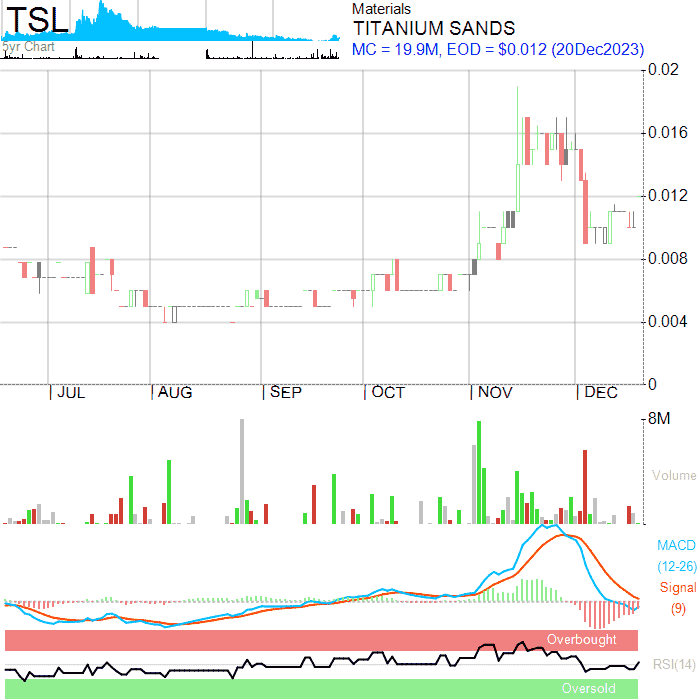 TSL
5yr Chart
Materials
TITANIUM SANDS
MC = 19.9M, EOD = $0.012 (20Dec2023)
0.02
0.016
0.012
0.008
0.004
0
JUL AUG SEP OCT NOV DEC
8M
Volume
MACD
(12-26)
Signal
(9)
Overbought
RSI(14)
Oversold